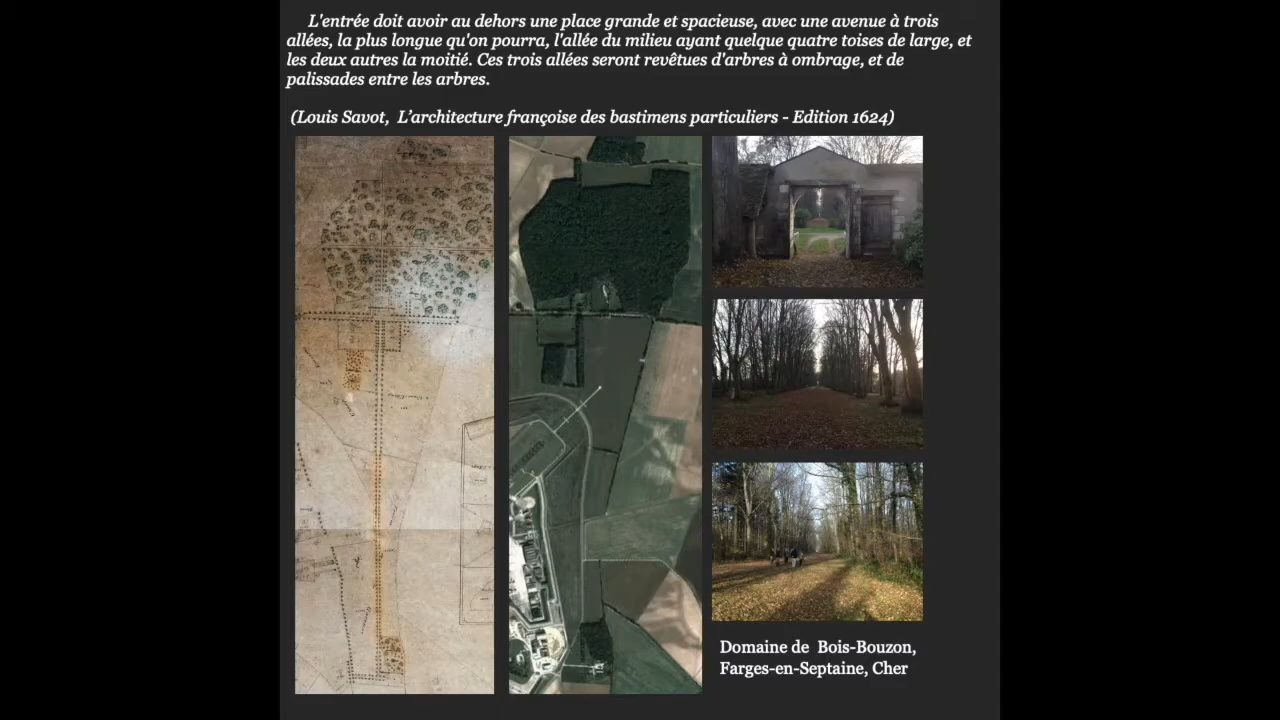 L'entrée doit avoir au dehors une place grande et spacieuse, avec une avenue à trois
allées, la plus longue qu'on pourra, l'allée du milieu ayant quelque quatre toises de large, et
les deux autres la moitié. Ces trois allées seront revêtues d'arbres à ombrage, et de
palissades entre les arbres.
(Louis Savot, L'architecture françoise des bastimens particuliers - Edition 1624)
Domaine de Bois-Bouzon,
Farges-en-Septaine, Cher